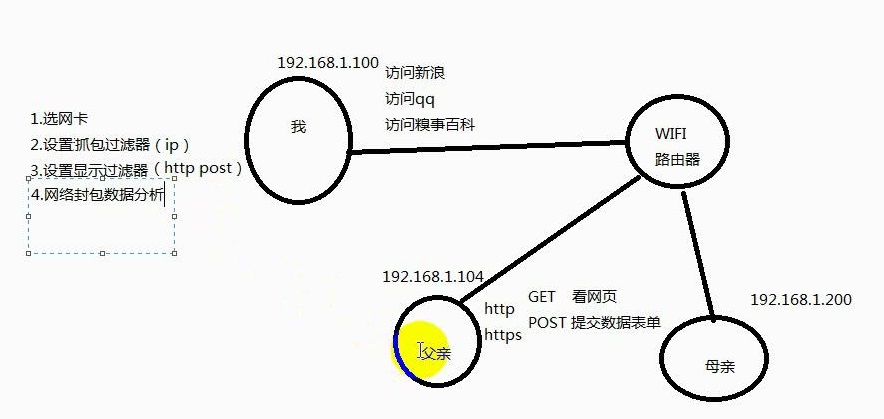 192.168.1.100
访问新浪
访问qq
访问糗事百科
我
1.选网卡
2.设置抓包过滤器（ip）
3.设置显示过滤器（http post）
4.网络封包数据分析
WIFI
路由器
192.168.1.104
http
https
GET 看网页
POST 提交数据表单
父亲
192.168.1.200
母亲